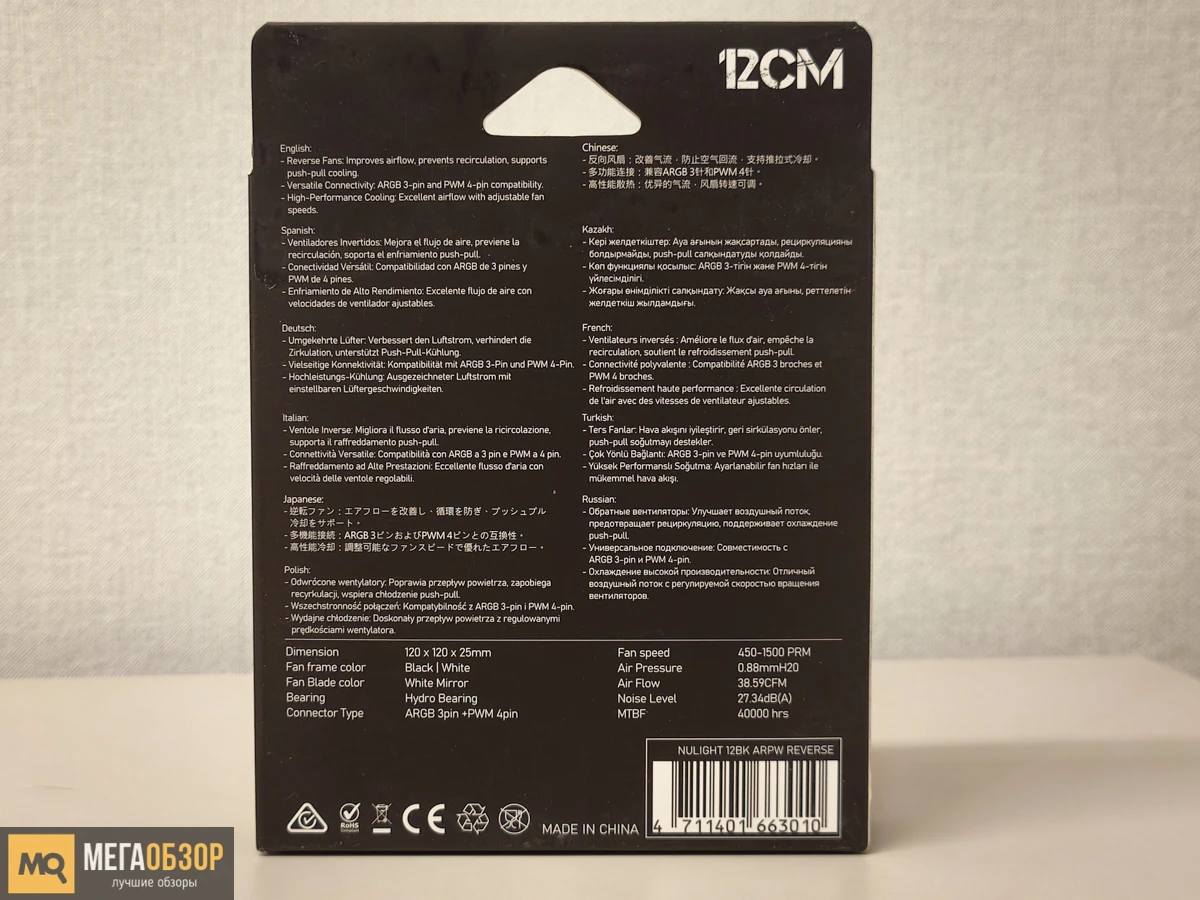 12CM
English:
- Reverse Fans: Improves airflow, prevents recirculation, supports
push-pull cooling.
- Versatile Connectivity: ARGB 3-pin and PWM 4-pin compatibility.
- High-Performance Cooling: Excellent airflow with adjustable fan
speeds.
Spanish:
- Ventiladores Invertidos: Mejora el flujo de aire, previene la
recirculación, soporta el enfriamiento push-pull.
- Conectividad Versátil: Compatibilidad con ARGB de 3 pines y
PWM de 4 pines.
- Enfriamiento de Alto Rendimiento: Excelente flujo de aire con
velocidades de ventilador ajustables.
Deutsch:
- Umgekehrte Lüfter: Verbessert den Luftstrom, verhindert die
Zirkulation, unterstützt Push-Pull-Kühlung.
- Vielseitige Konnektivität: Kompatibilität mit ARGB 3-Pin und PWM 4-Pin.
- Hochleistungs-Kühlung: Ausgezeichneter Luftstrom mit
einstellbaren Lüftergeschwindigkeiten.
Italian:
- Ventole Inverse: Migliora il flusso d'aria, previene la ricircolazione,
supporta il raffreddamento push-pull.
- Connettività Versatile: Compatibilità con ARGB a 3 pin e PWM a 4 pin.
- Raffreddamento ad Alte Prestazioni: Eccellente flusso d'aria con
velocità delle ventole regolabili.
Japanese:
- 逆転ファン：エアフローを改善し、循環を防ぎ、プッシュプル
冷却をサポート。
- 多機能接続：ARGB 3ピンおよびPWM 4ピンとの互換性。
- 高性能冷却：調整可能なファンスピードで優れたエアフロー。
Polish:
- Odwrócone wentylatory: Poprawia przepływ powietrza, zapobiega
recyrkulacji, wspiera chłodzenie push-pull.
- Wszechstronność połączeń: Kompatybilność z ARGB 3-pin i PWM 4-pin.
- Wydajne chłodzenie: Doskonały przepływ powietrza z regulowanymi
prędkościami wentylatora.
Chinese:
- 反向风扇：改善气流，防止空气回流，支持推拉式冷却。
- 多功能连接：兼容ARGB 3针和PWM 4针。
- 高性能散热：优异的气流，风扇转速可调。
Kazakh:
- Кері желдеткіштер: Ауа ағынын жақсартады, рециркуляцияны
болдырмайды, push-pull салқындатуды қолдайды.
- Көп функциялы қосылыс: ARGB 3-тігін және PWM 4-тігін
үйлесімділігі.
- Жоғары өнімділікті салқындату: Жақсы ауа ағыны, реттелетін
желдеткіш жылдамдығы.
French:
- Ventilateurs inversés : Améliore le flux d'air, empêche la
recirculation, soutient le refroidissement push-pull.
- Connectivité polyvalente : Compatibilité ARGB 3 broches et
PWM 4 broches.
- Refroidissement haute performance : Excellente circulation
de l'air avec des vitesses de ventilateur ajustables.
Turkish:
- Ters Fanlar: Hava akışını iyileştirir, geri sirkülasyonu önler,
push-pull soğutmayı destekler.
- Çok Yönlü Bağlantı: ARGB 3-pin ve PWM 4-pin uyumluluğu.
- Yüksek Performanslı Soğutma: Ayarlanabilir fan hızları ile
mükemmel hava akışı.
Russian:
- Обратные вентиляторы: Улучшает воздушный поток,
предотвращает рециркуляцию, поддерживает охлаждение
push-pull.
- Универсальное подключение: Совместимость с
ARGB 3-pin и PWM 4-pin.
- Охлаждение высокой производительности: Отличный
воздушный поток с регулируемой скоростью вращения
вентиляторов.
Dimension 120 x 120 x 25mm
Fan frame color Black | White
Fan Blade color White Mirror
Bearing Hydro Bearing
Connector Type ARGB 3pin +PWM 4pin
Fan speed 450-1500 PRM
Air Pressure 0.88mmH20
Air Flow 38.59CFM
Noise Level 27.34dB(A)
MTBF 40000 hrs
NULIGHT 12BK ARPW REVERSE
4 711401 663010
RoHS
CE
MADE IN CHINA
MO МЕГАОБЗОР
лучшие обзоры